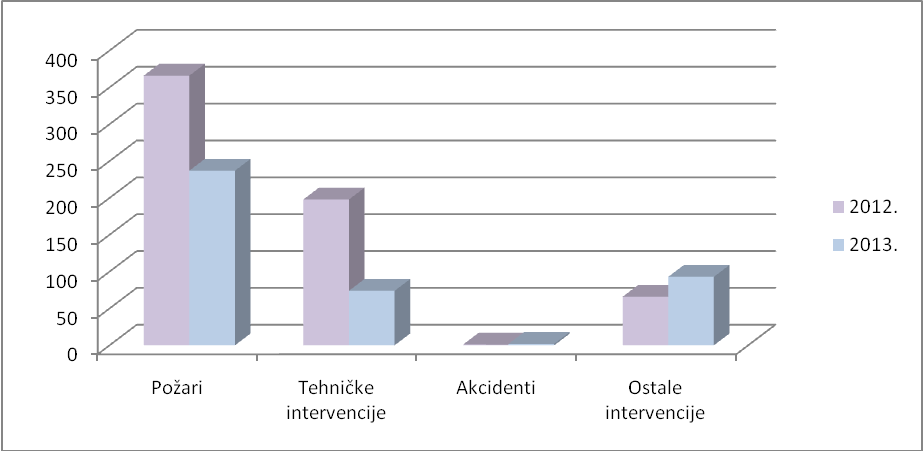 400
350
300
250
200
150
100
50
0
Požari
Tehničke
intervencije
Akcidenti
Ostale
intervencije
2012.
2013.